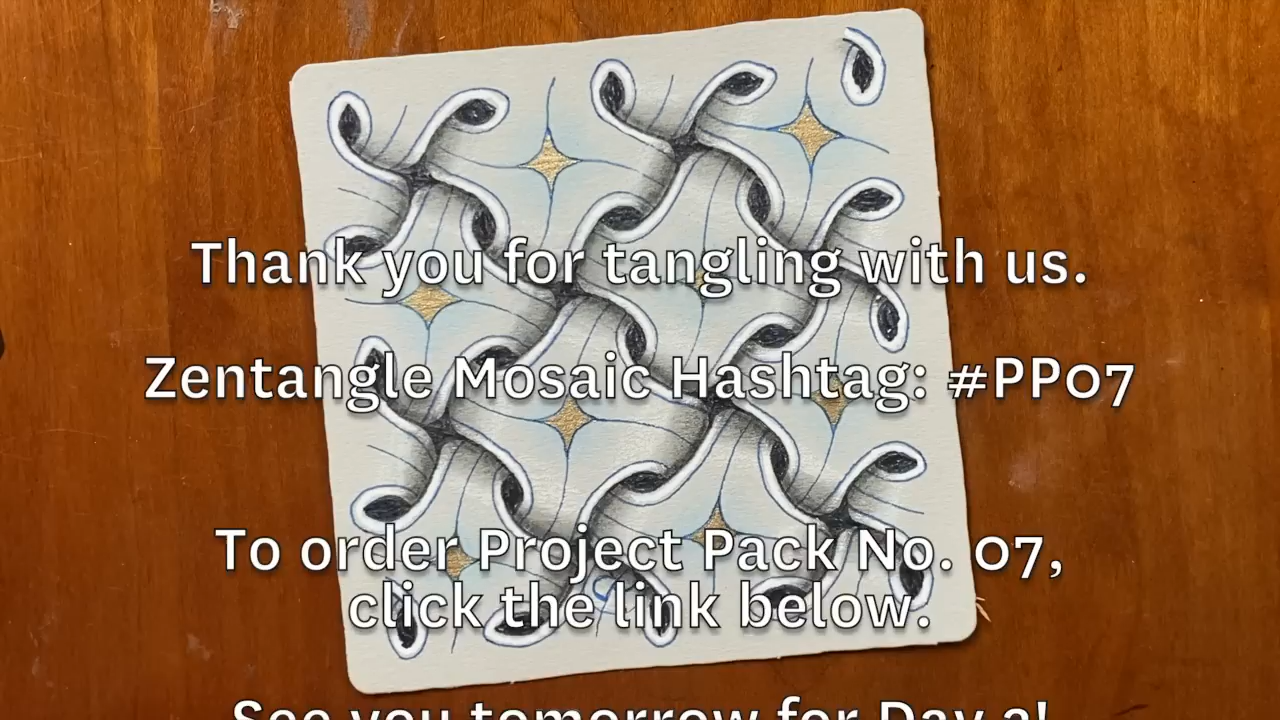 Thank you for tangling with us.
Zentangle Mosaic Hashtag: #PP07
To order Project Pack No. 07,
click the link below.
See you tomorrow for Day 2!